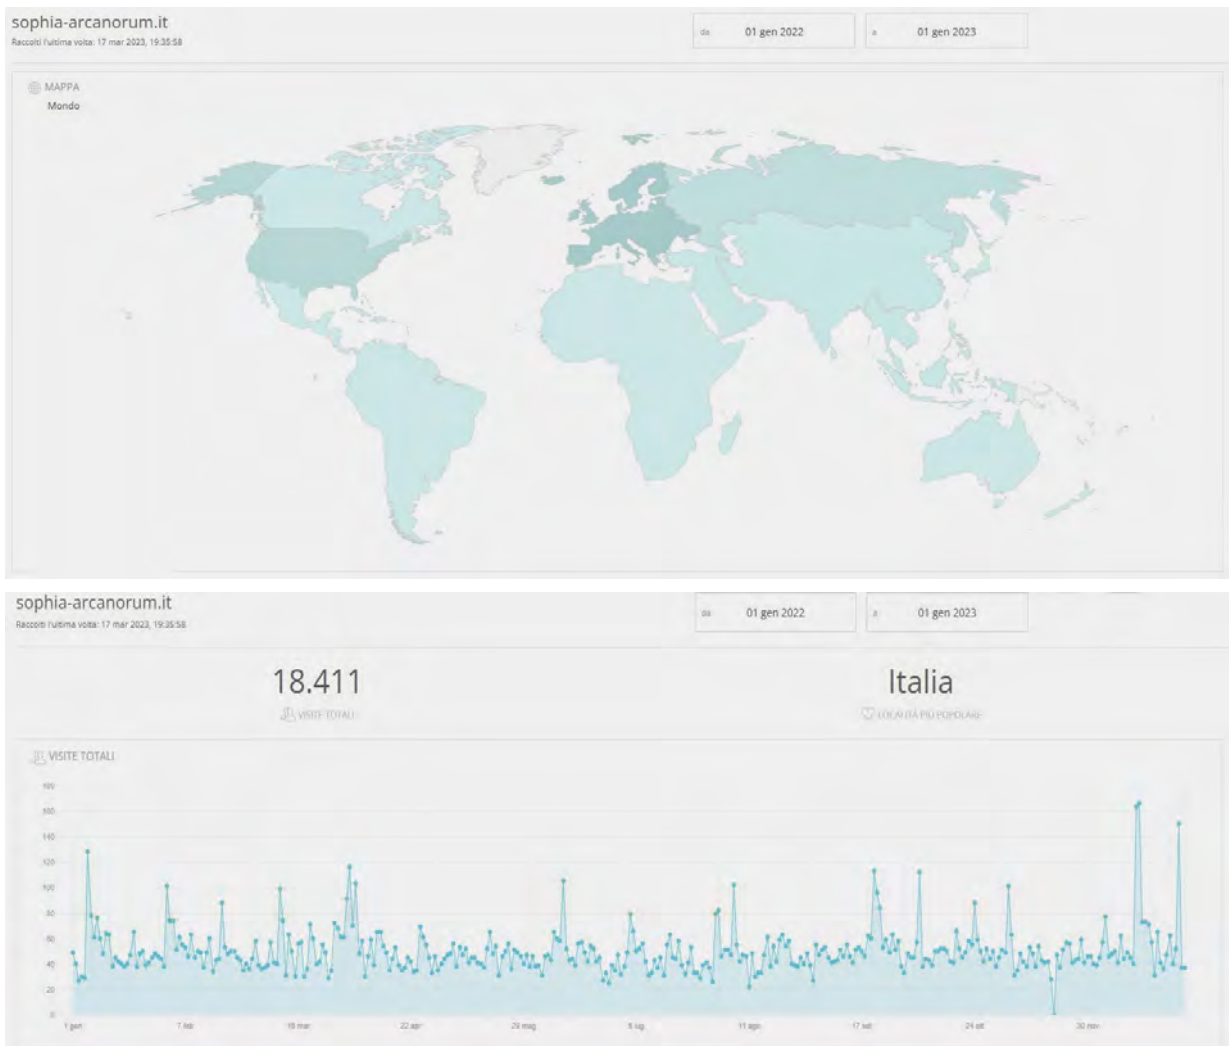 sophia-arcanorum.it
Raccolti l'ultima volta: 17 mar 2023, 19:35:58
da 01 gen 2022 a 01 gen 2023
MAPPA
Mondo
sophia-arcanorum.it
Raccolti l'ultima volta: 17 mar 2023, 19:35:58
da 01 gen 2022 a 01 gen 2023
18.411
VISITE TOTALI
Italia
LOCALITÀ PIÙ POPOLARE
VISITE TOTALI
180
160
140
120
100
80
60
40
20
0
1 gen 7 feb 16 mar 22 apr 29 mag 5 lug 11 ago 17 set 24 ott 30 nov